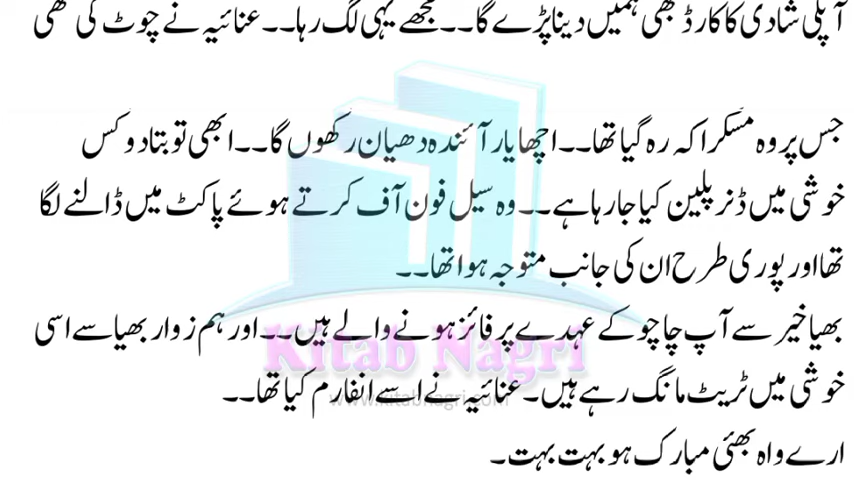 آپکی شادی کا کارڈ بھی ہمیں دینا پڑے گا۔۔ مجھے یہی لگ رہا۔۔ عنائیہ نے چوٹ کی تھی
جس پر وہ مسکرا کہ رہ گیا تھا۔۔ اچھا یار آئندہ دھیان رکھوں گا۔۔ ابھی تو بتا دو کس
خوشی میں ڈنر پلین کیا جا رہا ہے۔۔ وہ سیل فون آف کرتے ہوئے پاکٹ میں ڈالنے لگا
تھا اور پوری طرح ان کی جانب متوجہ ہوا تھا۔۔
بھیا خیر سے آپ چاچو کے عہدے پر فائز ہونے والے ہیں۔۔ اور ہم زوار بھیا سے اسی
Kitab Nagri
خوشی میں ٹریٹ مانگ رہے ہیں۔ عنائیہ نے اسے انفارم کیا تھا۔۔
www.kitabnagri.com
ارے واہ بھئی مبارک ہو بہت بہت۔